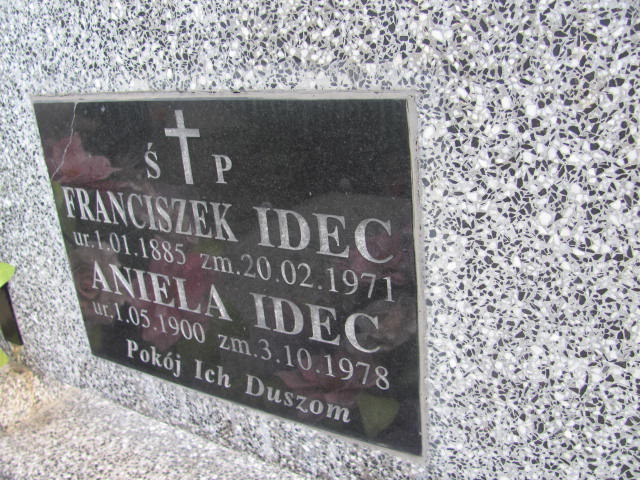 Ś P
FRANCISZEK IDEC
ur.1.01.1885 zm.20.02.1971
ANIELA IDEC
ur.1.05.1900 zm.3.10.1978
Pokój Ich Duszom